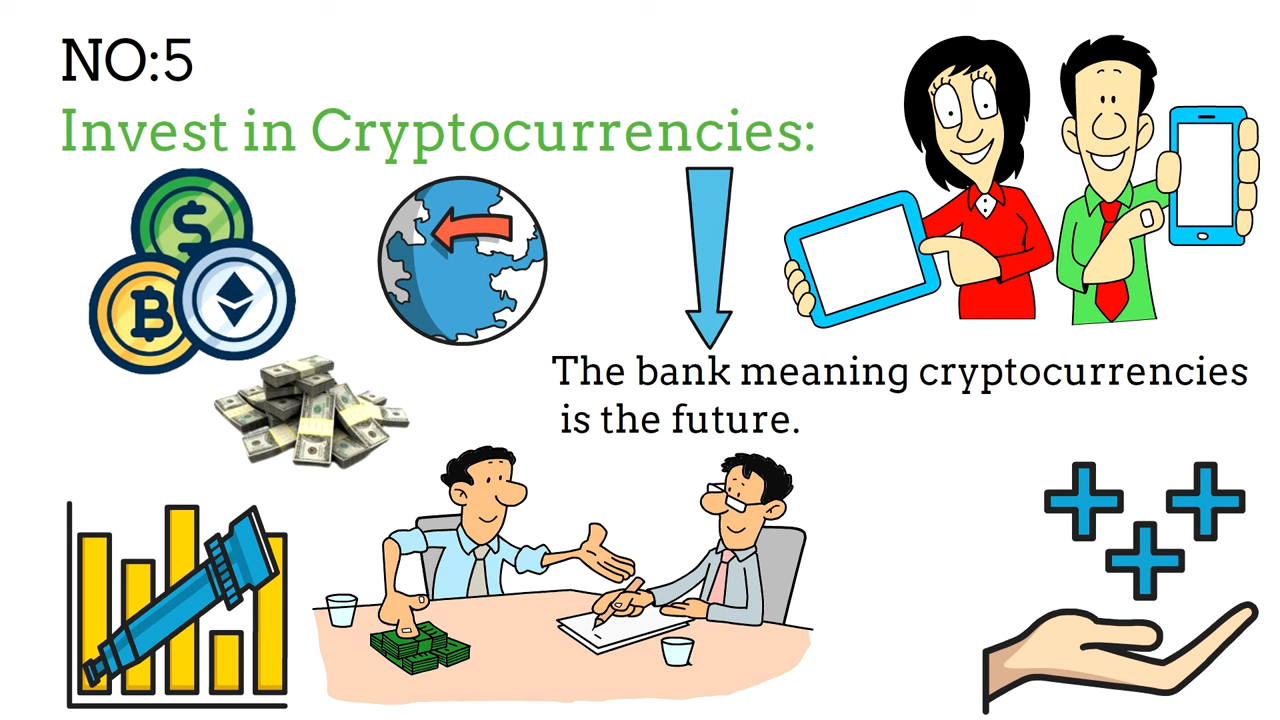 NO:5
Invest in Cryptocurrencies:
The bank meaning cryptocurrencies
is the future.